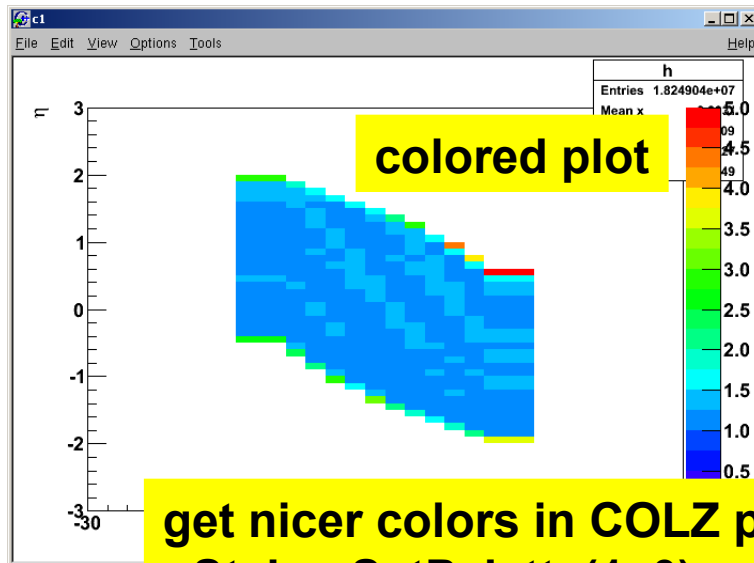 c1
File Edit View Options Tools Help
h
Entries 1.824904e+07
Mean x
09
49
colored plot
η
3
2
1
0
-1
-2
-3
-30
5.0
4.5
4.0
3.5
3.0
2.5
2.0
1.5
1.0
0.5
get nicer colors in COLZ p